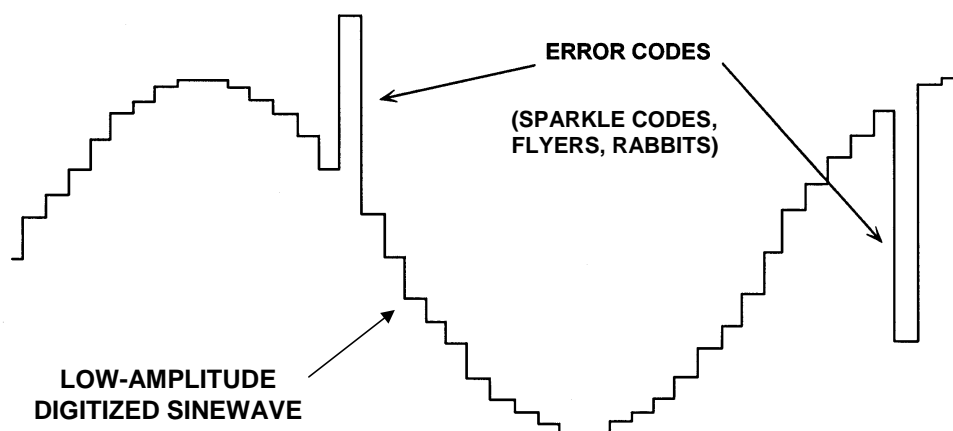 ERROR CODES
(SPARKLE CODES,
FLYERS, RABBITS)
LOW-AMPLITUDE
DIGITIZED SINEWAVE